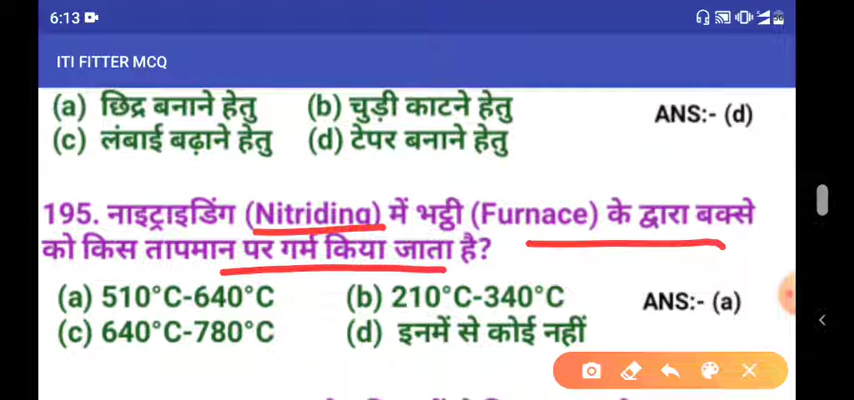 6:13
ITI FITTER MCQ
(a) छिद्र बनाने हेतु (b) चुड़ी काटने हेतु ANS:- (d)
(c) लंबाई बढ़ाने हेतु (d) टेपर बनाने हेतु
195. नाइट्राइडिंग (Nitriding) में भट्ठी (Furnace) के द्वारा बक्से
को किस तापमान पर गर्म किया जाता है?
(a) 510°C-640°C (b) 210°C-340°C ANS:- (a)
(c) 640°C-780°C (d) इनमें से कोई नहीं